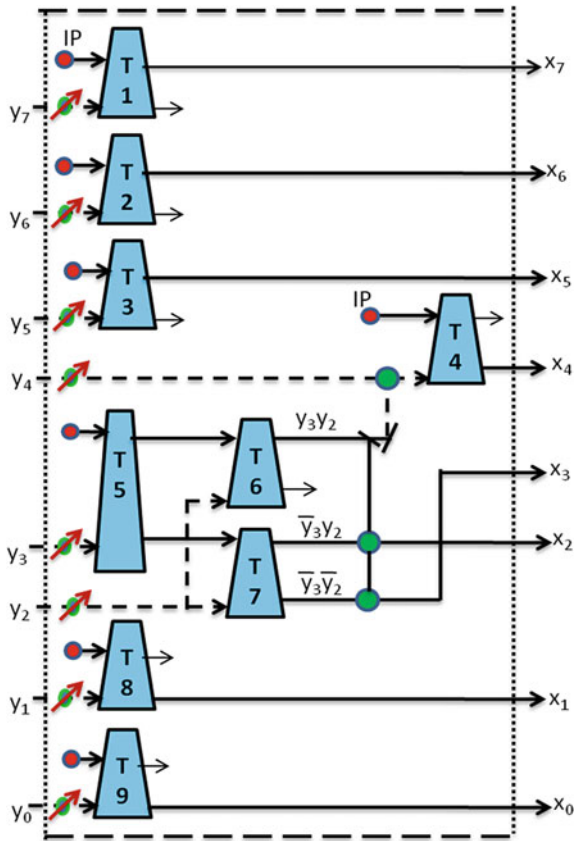 IP
T 1
x₇
y₇
T 2
x₆
y₆
T 3
x₅
y₅
IP
T 4
x₄
y₄
T 5
T 6
y₃y₂
x₃
y₃
T 7
y̅₃y₂
x₂
y̅₃y̅₂
y₂
T 8
y₁
x₁
T 9
y₀
x₀